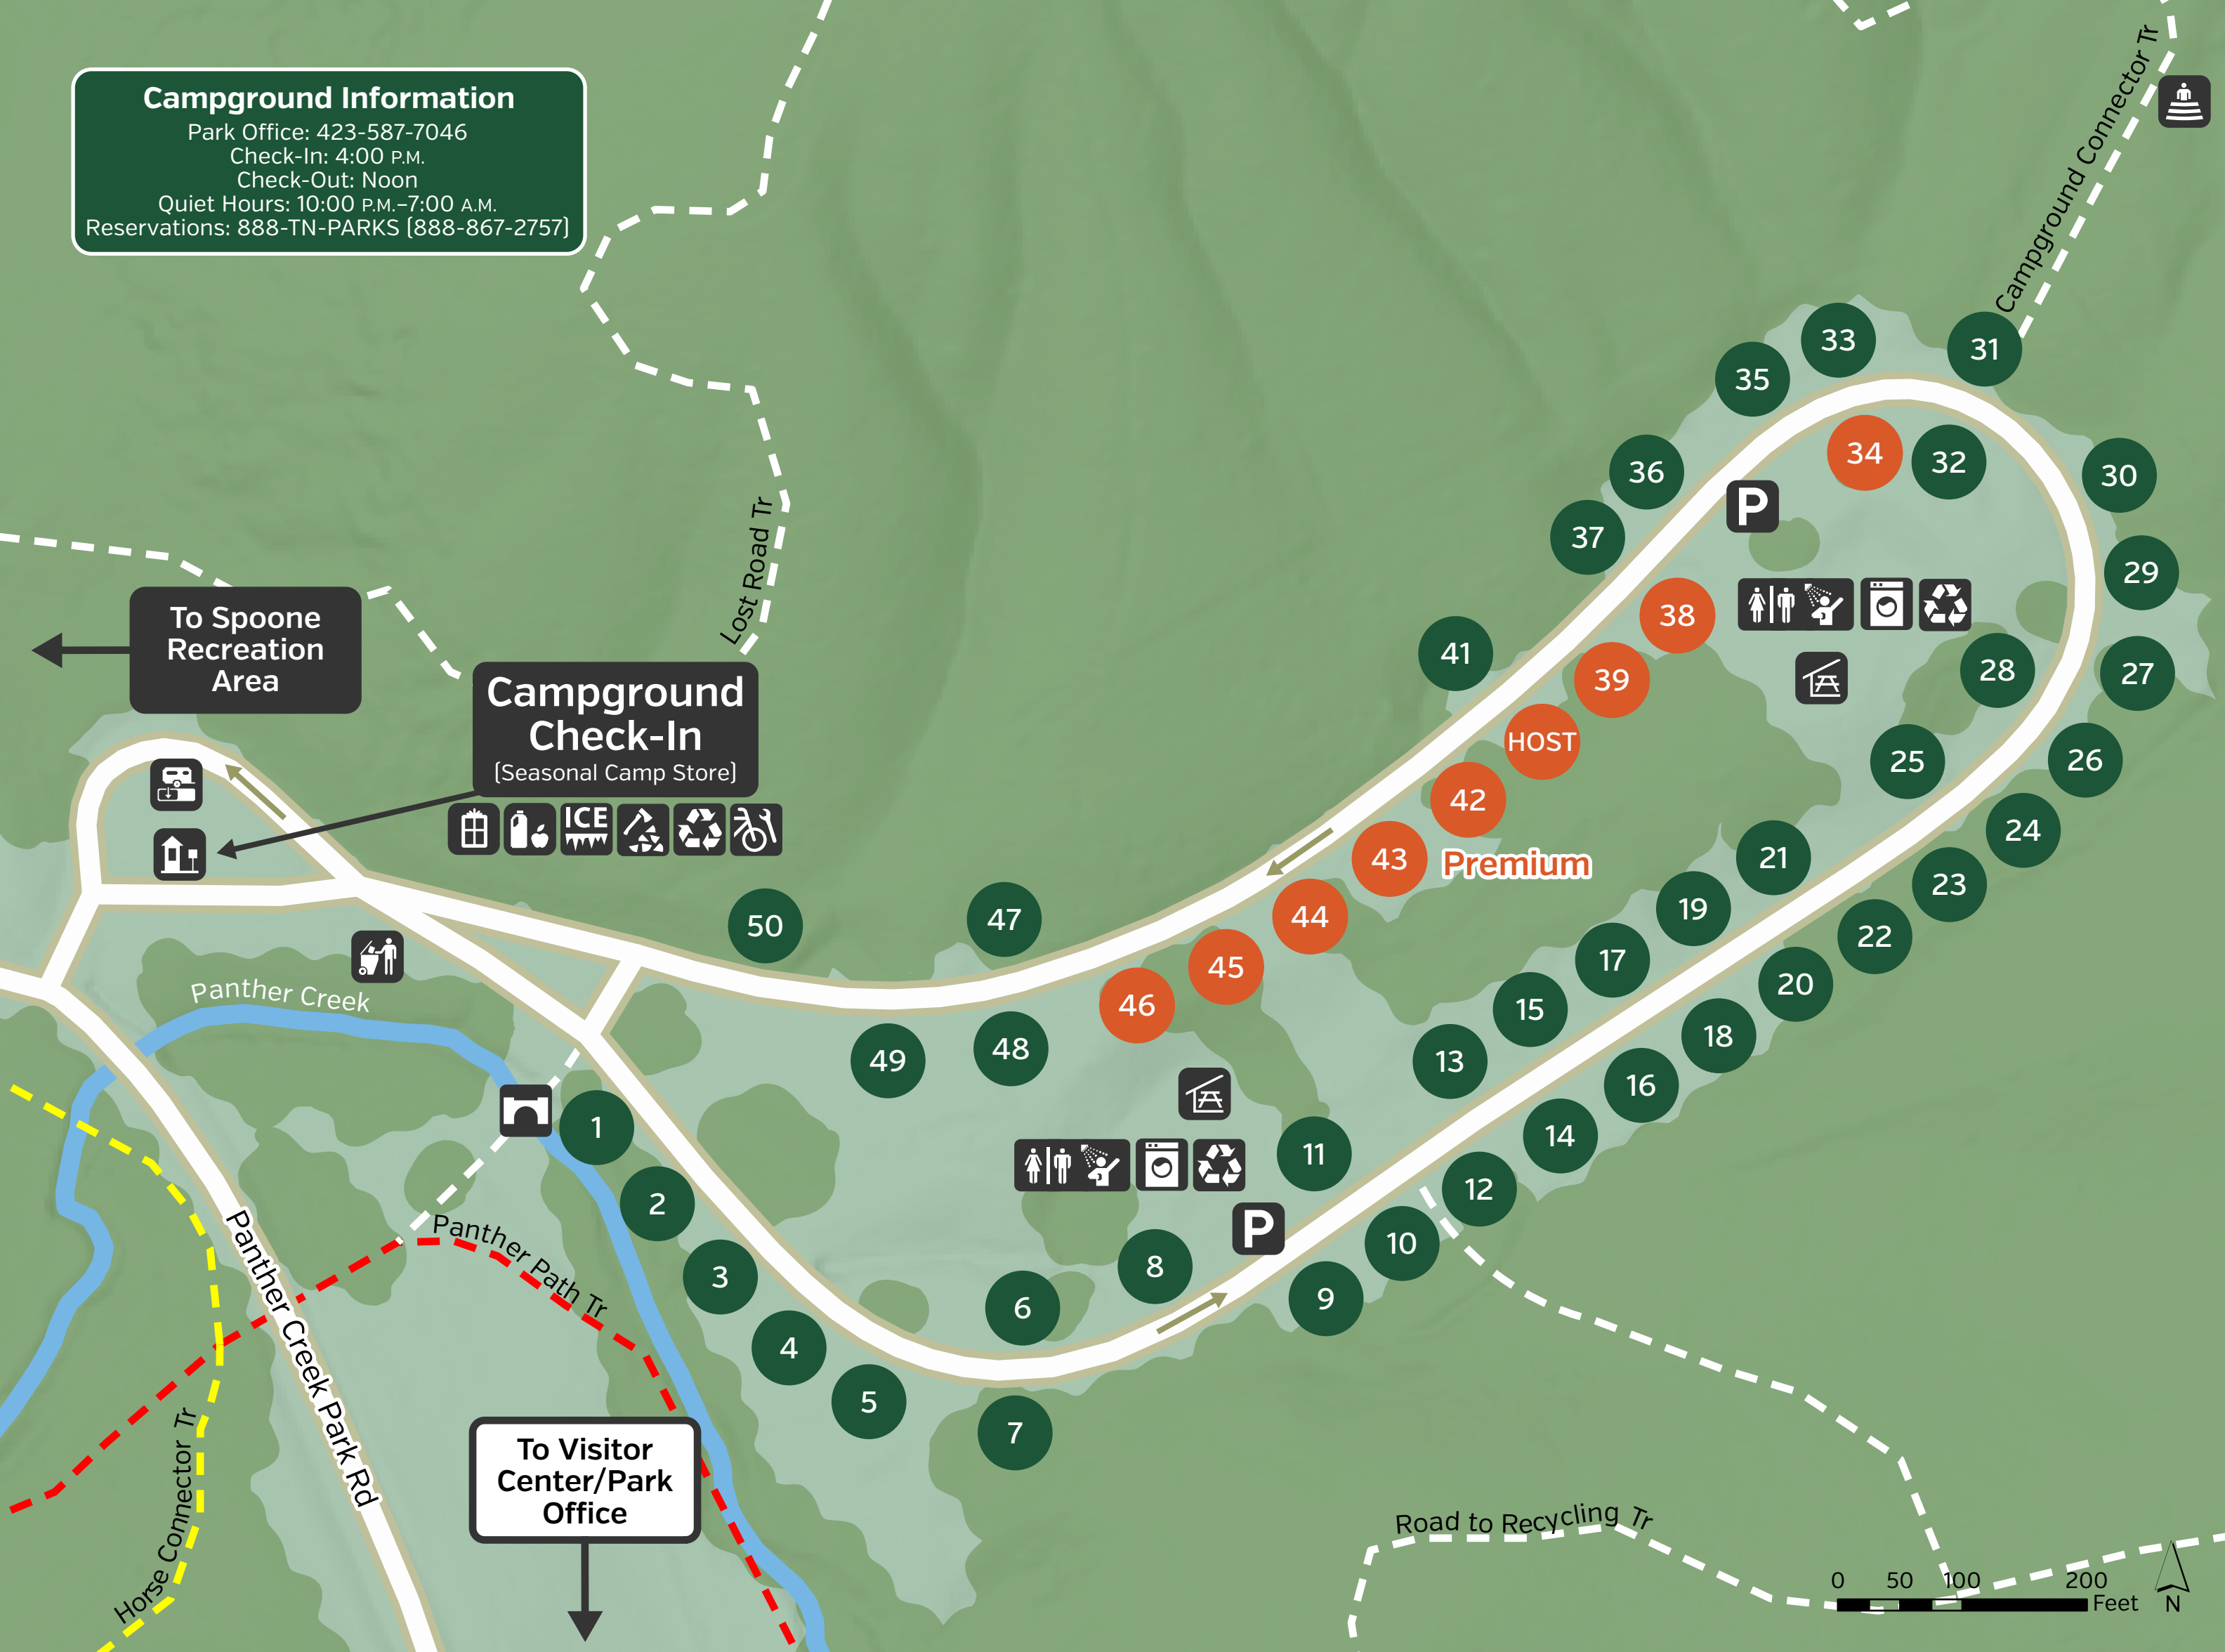 Campground Information
Park Office: 423-587-7046
Check-In: 4:00 P.M.
Check-Out: Noon
Quiet Hours: 10:00 P.M.–7:00 A.M.
Reservations: 888-TN-PARKS (888-867-2757)
Campground Connector Tr
33
31
35
34
32
36
30
P
37
Lost Road Tr
29
To Spoone
Recreation
Area
38
41
28
27
39
Campground
Check-In
(Seasonal Camp Store)
HOST
25
26
42
ICE
24
43
Premium
21
23
50
47
44
19
22
45
17
20
Panther Creek
46
15
18
49
48
13
16
1
14
11
2
12
P
10
Panther Path Tr
8
3
9
6
4
Panther Creek Park Rd
5
7
Horse Connector Tr
To Visitor
Center/Park
Office
Road to Recycling Tr
0 50 100 200
Feet
N